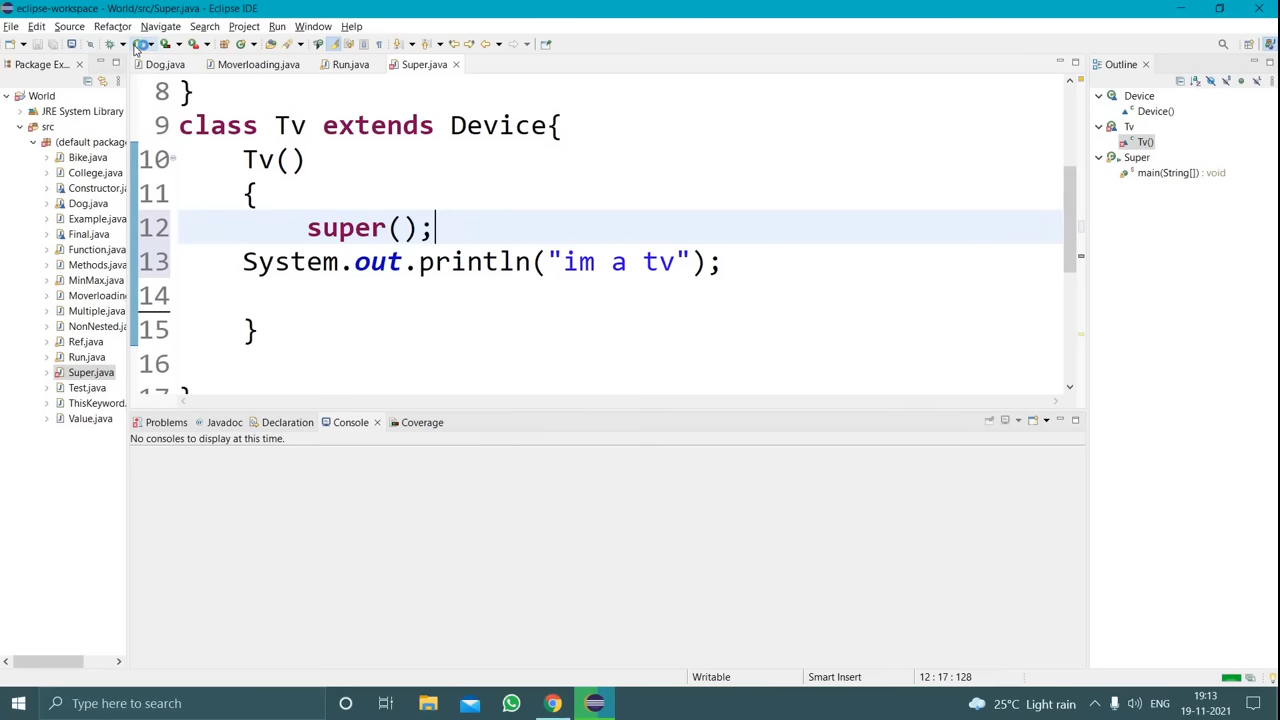 eclipse-workspace - World/src/Super.java - Eclipse IDE
File Edit Source Refactor Navigate Search Project Run Window Help
Package Ex... Dog.java Moverloading.java Run.java Super.java Outline
World
JRE System Library
src
(default package
Bike.java
College.java
Constructor.j
Dog.java
Example.java
Final.java
Function.java
Methods.java
MinMax.java
Moverloading
Multiple.java
NonNested.ja
Ref.java
Run.java
Super.java
Test.java
ThisKeyword.
Value.java
8 }
9 class Tv extends Device{
10 Tv()
11 {
12 super();
13 System.out.println("im a tv");
14
15 }
16
17 }
Device
Device()
Tv
Tv()
Super
main(String[]) : void
Problems Javadoc Declaration Console Coverage
No consoles to display at this time.
Writable Smart Insert 12 : 17 : 128
Type here to search
25°C Light rain ENG
19:13
19-11-2021